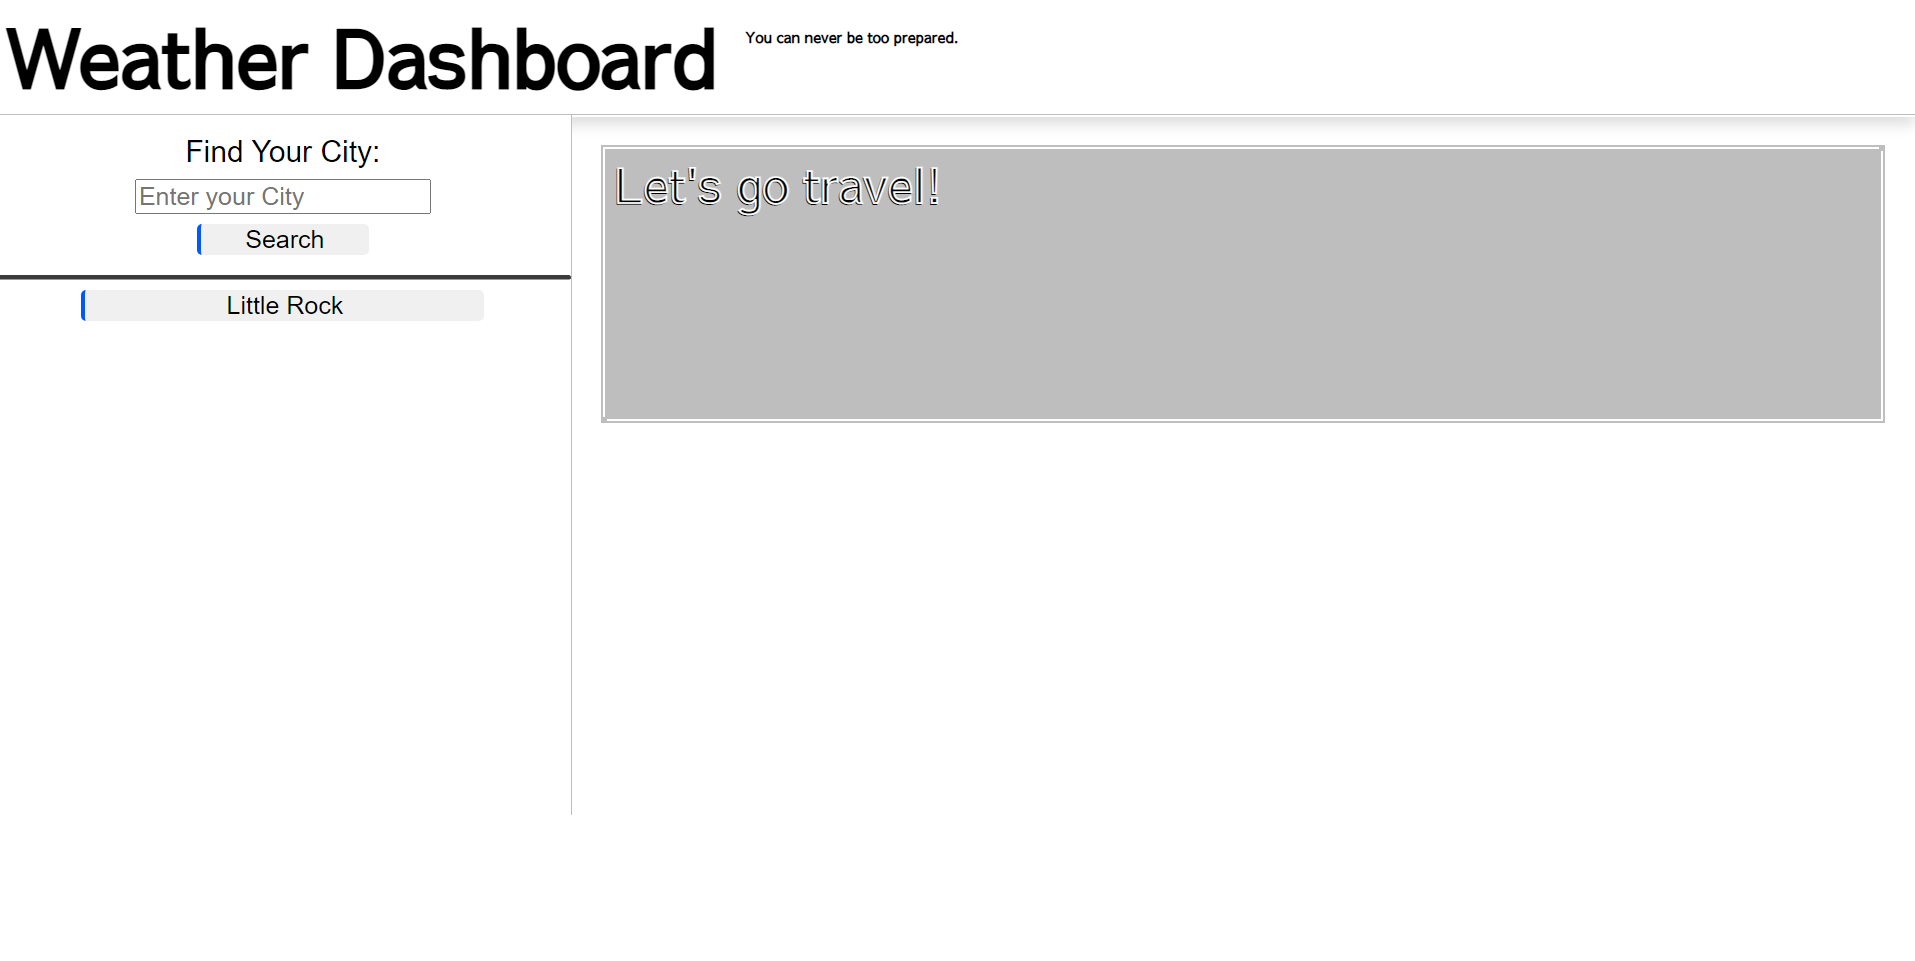 Weather Dashboard
You can never be too prepared.
Find Your City:
Enter your City
Search
Little Rock
Let's go travel!